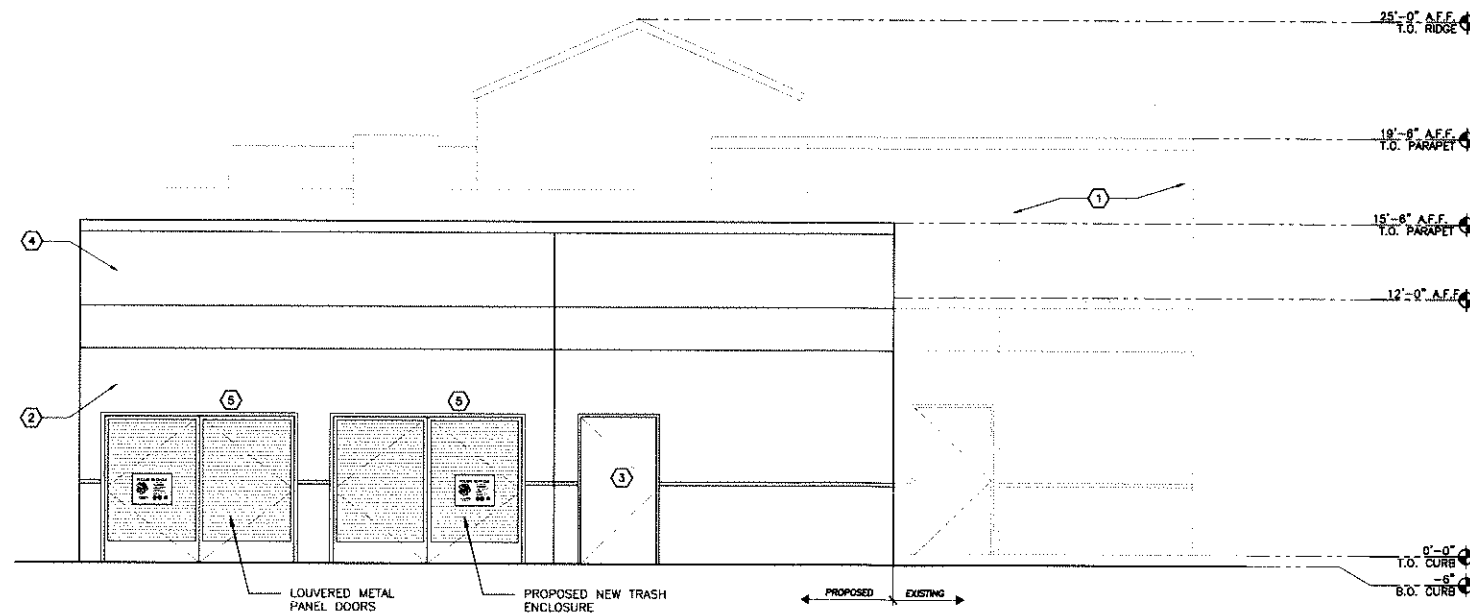 25'-0" A.F.F.
T.O. RIDGE
19'-6" A.F.F.
T.O. PARAPET
1
15'-6" A.F.F.
T.O. PARAPET
4
12'-0" A.F.F.
2
5
5
3
0'-0"
T.O. CURB
-6"
B.O. CURB
LOUVERED METAL
PANEL DOORS
PROPOSED NEW TRASH
ENCLOSURE
PROPOSED
EXISTING